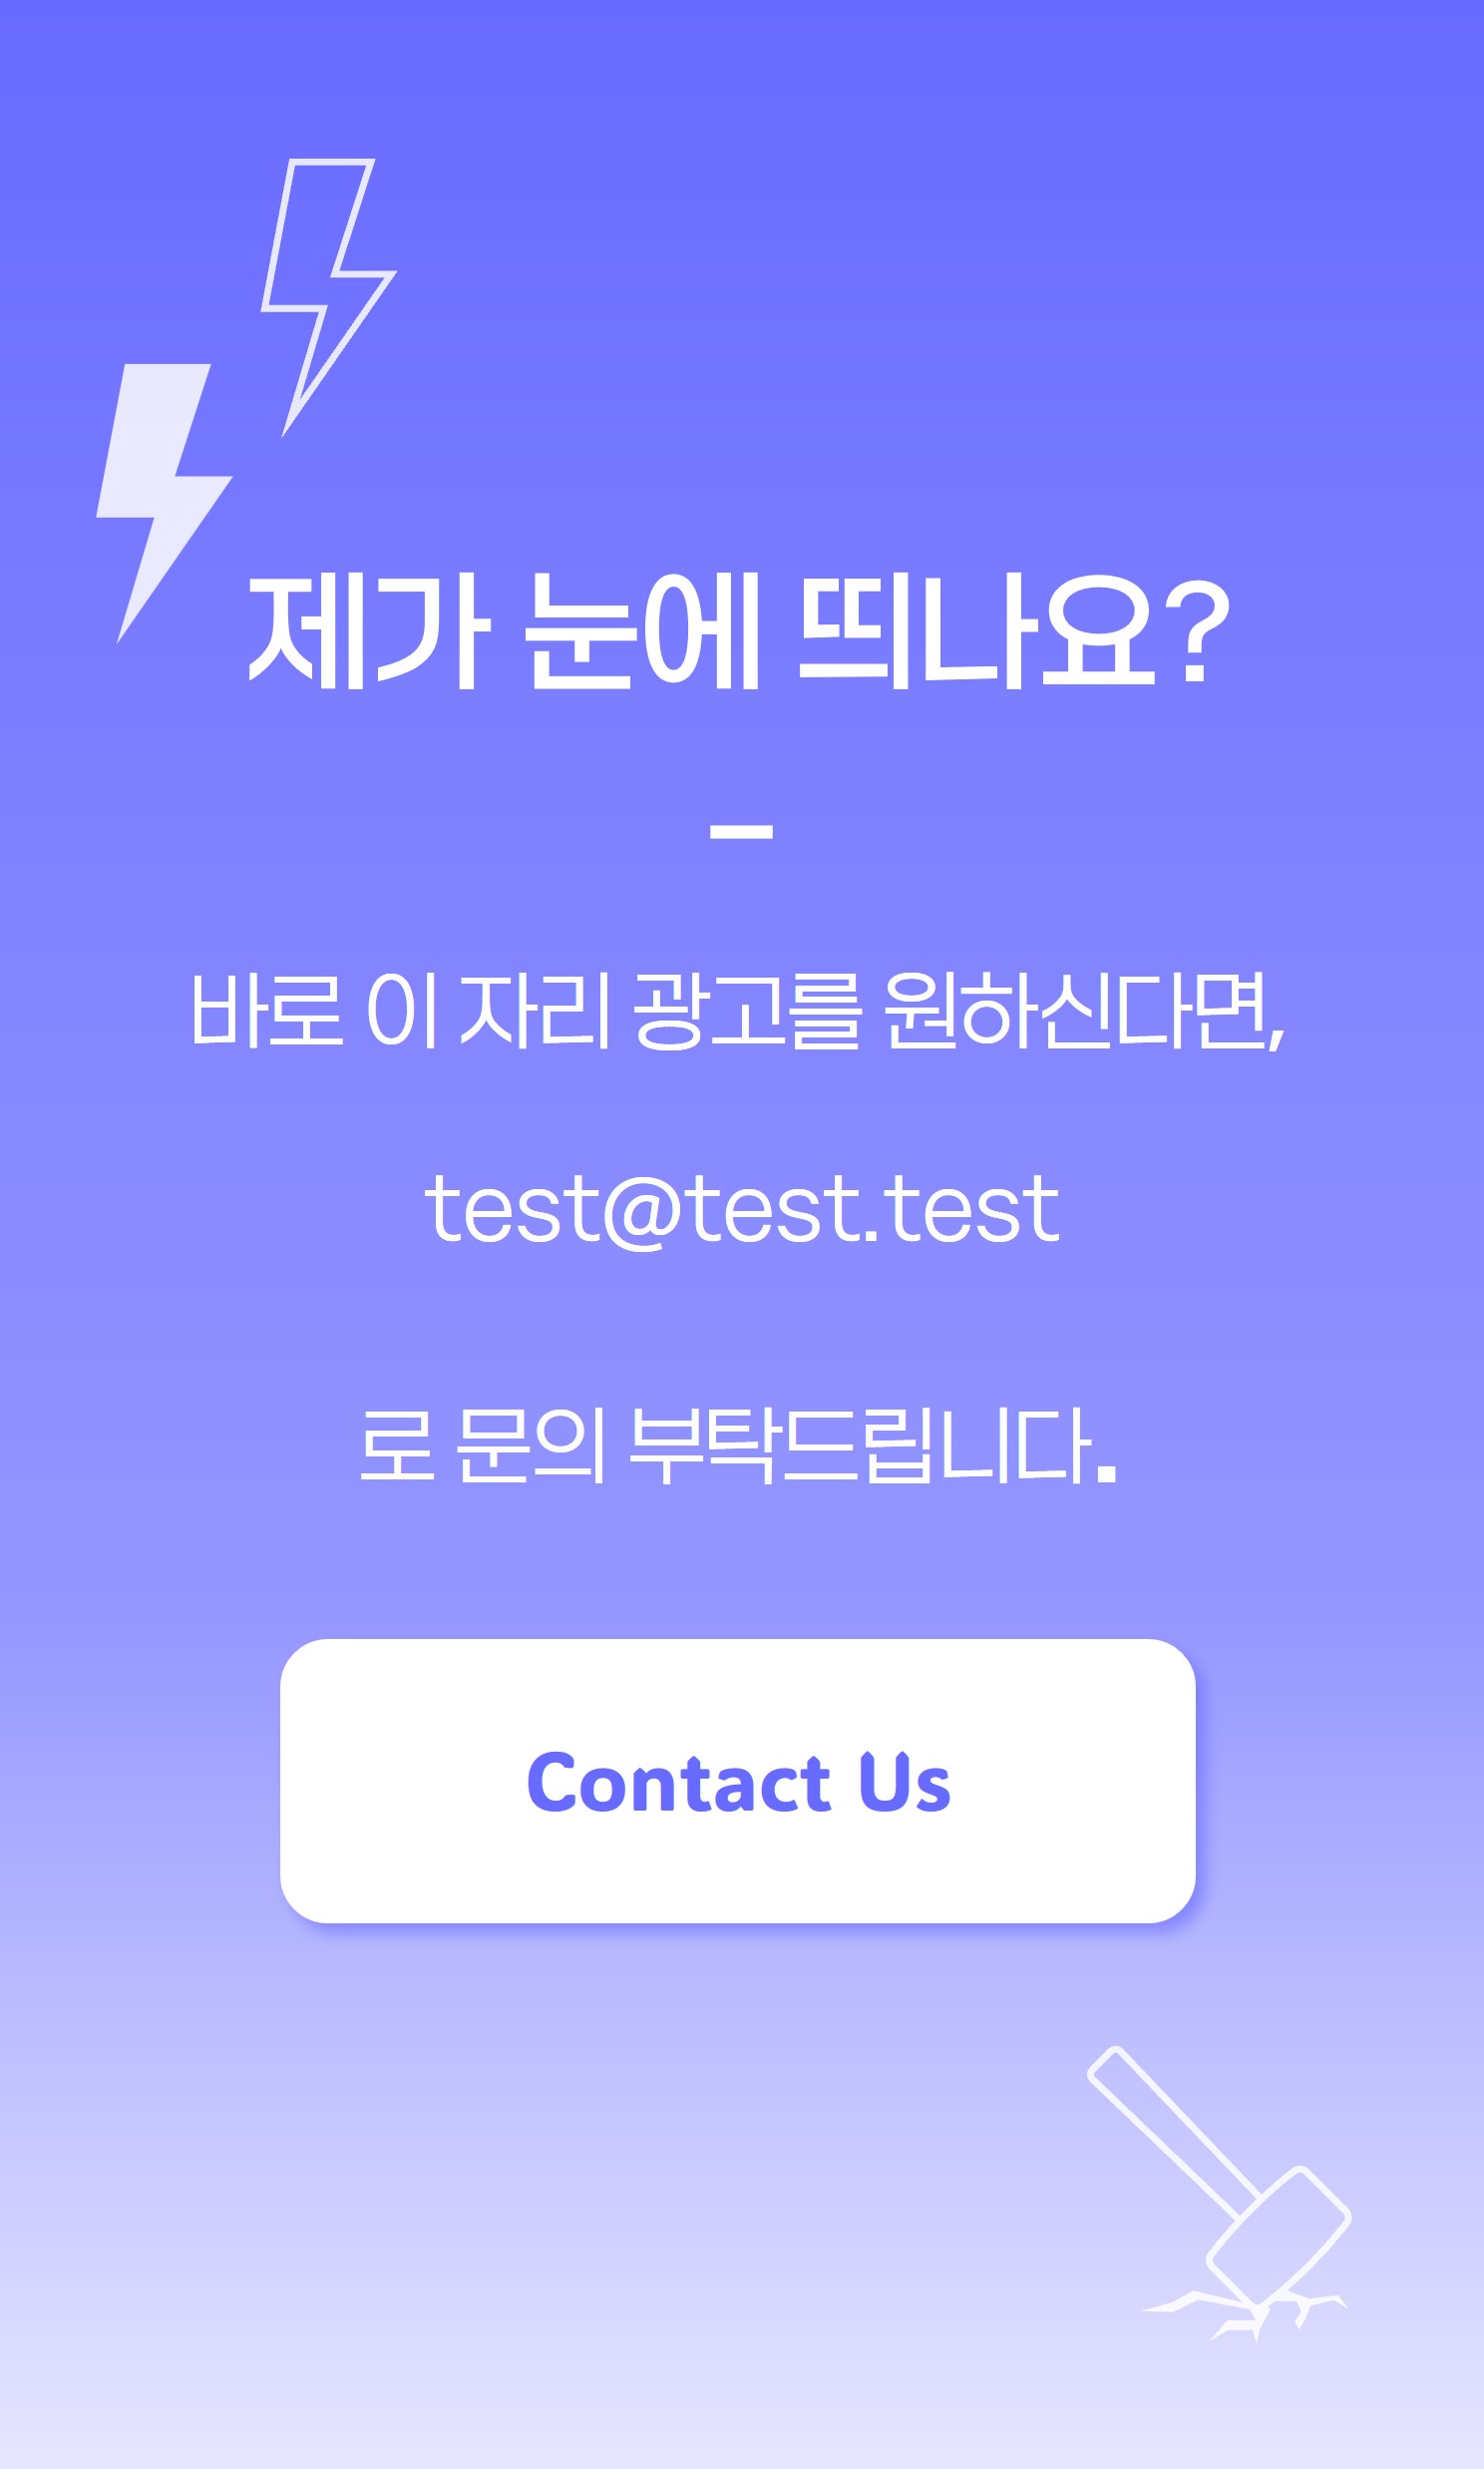 제가 눈에 띄나요?
–
바로 이 자리 광고를 원하신다면,
test@test.test
로 문의 부탁드립니다.
Contact Us